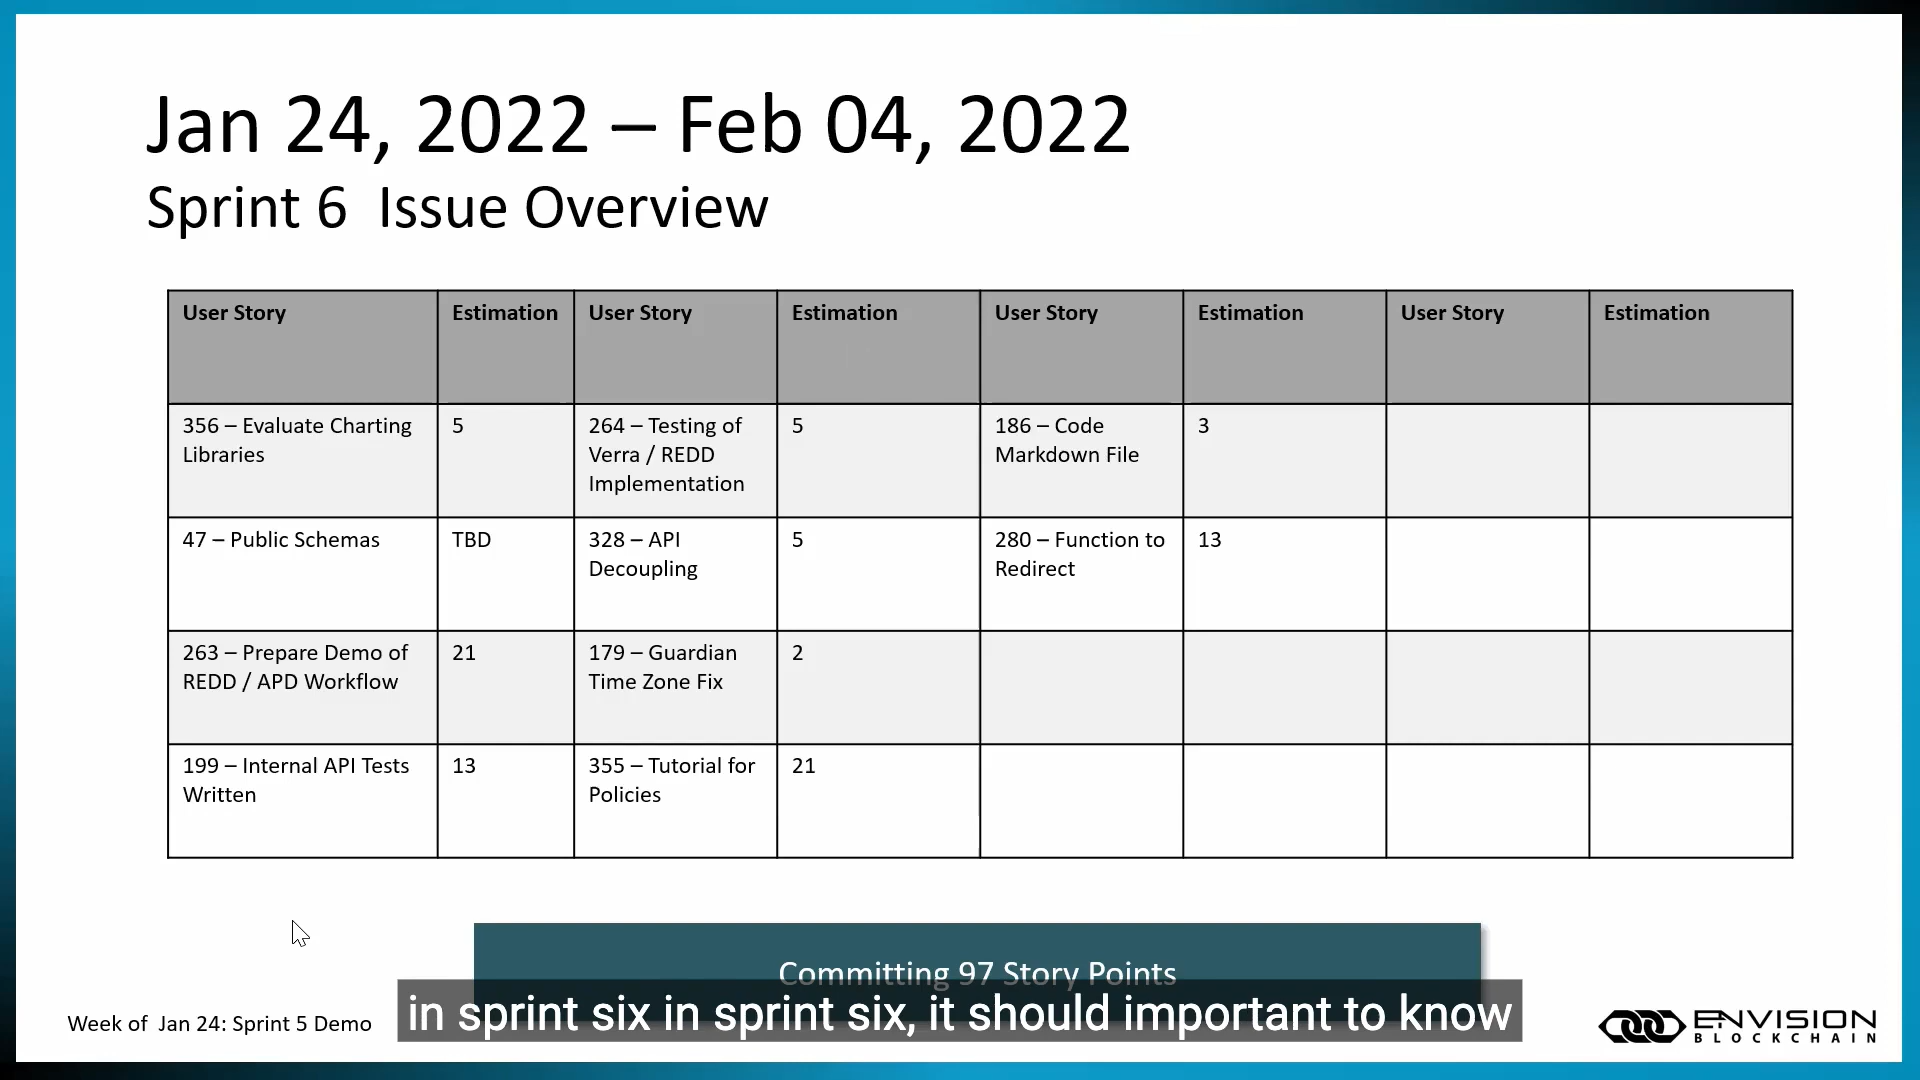 Jan 24, 2022 – Feb 04, 2022
Sprint 6 Issue Overview
User Story Estimation User Story Estimation User Story Estimation User Story Estimation
356 – Evaluate Charting
Libraries
5
264 – Testing of
Verra / REDD
Implementation
5
186 – Code
Markdown File
3
47 – Public Schemas
TBD
328 – API
Decoupling
5
280 – Function to
Redirect
13
263 – Prepare Demo of
REDD / APD Workflow
21
179 – Guardian
Time Zone Fix
2
199 – Internal API Tests
Written
13
355 – Tutorial for
Policies
21
Committing 97 Story Points
in sprint six in sprint six, it should important to know
Week of Jan 24: Sprint 5 Demo
ENVISION
BLOCKCHAIN